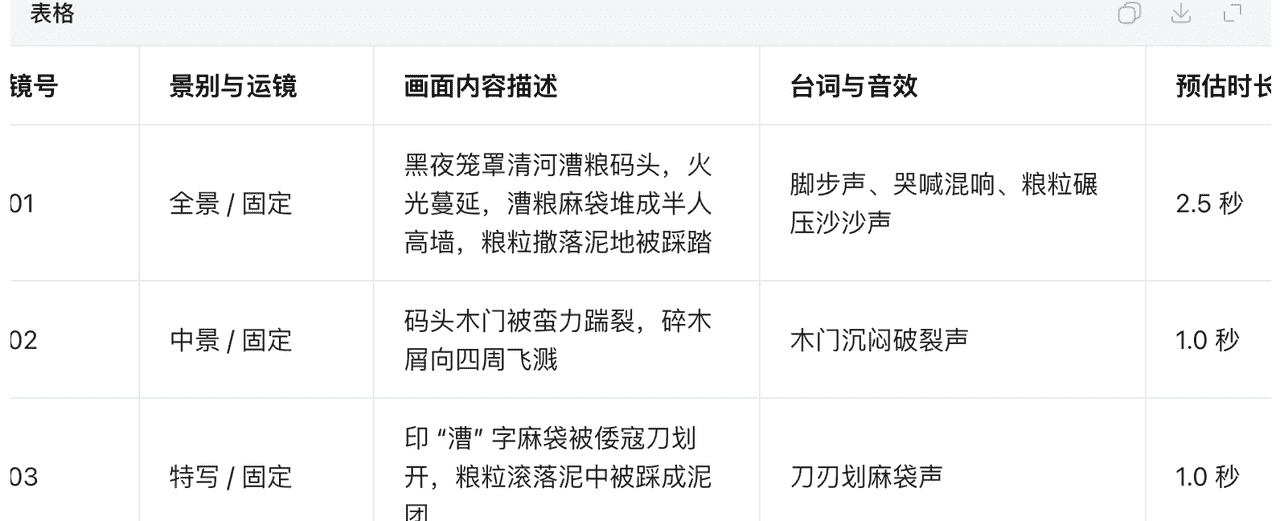 表格
镜号 景别与运镜 画面内容描述 台词与音效 预估时长
01 全景 / 固定 黑夜笼罩清河漕粮码头，火
光蔓延，漕粮麻袋堆成半人
高墙，粮粒撒落泥地被踩踏 脚步声、哭喊混响、粮粒碾
压沙沙声 2.5 秒
02 中景 / 固定 码头木门被蛮力踹裂，碎木
屑向四周飞溅 木门沉闷破裂声 1.0 秒
03 特写 / 固定 印 “漕” 字麻袋被倭寇刀划
开，粮粒滚落泥中被踩成泥
团 刀刃划麻袋声 1.0 秒